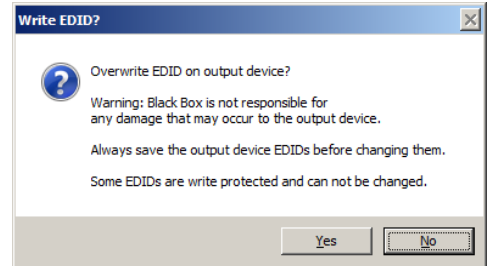 Write EDID?
Overwrite EDID on output device?
Warning: Black Box is not responsible for
any damage that may occur to the output device.
Always save the output device EDIDs before changing them.
Some EDIDs are write protected and can not be changed.
Yes No